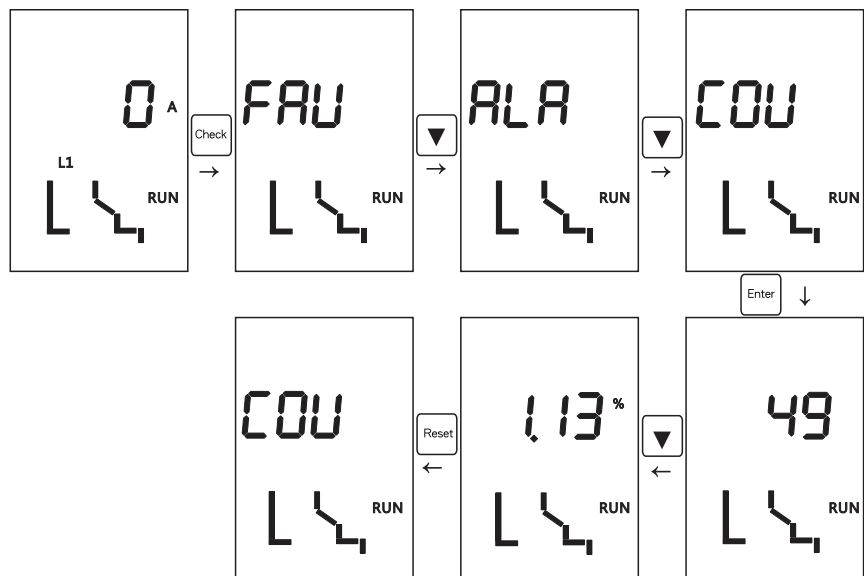 0 A
L1
L RUN
Check
→
FAU
L RUN
▼
→
ALA
L RUN
▼
→
COU
L RUN
Enter ↓
49
L RUN
▼
←
1.13 %
L RUN
Reset
←
COU
L RUN